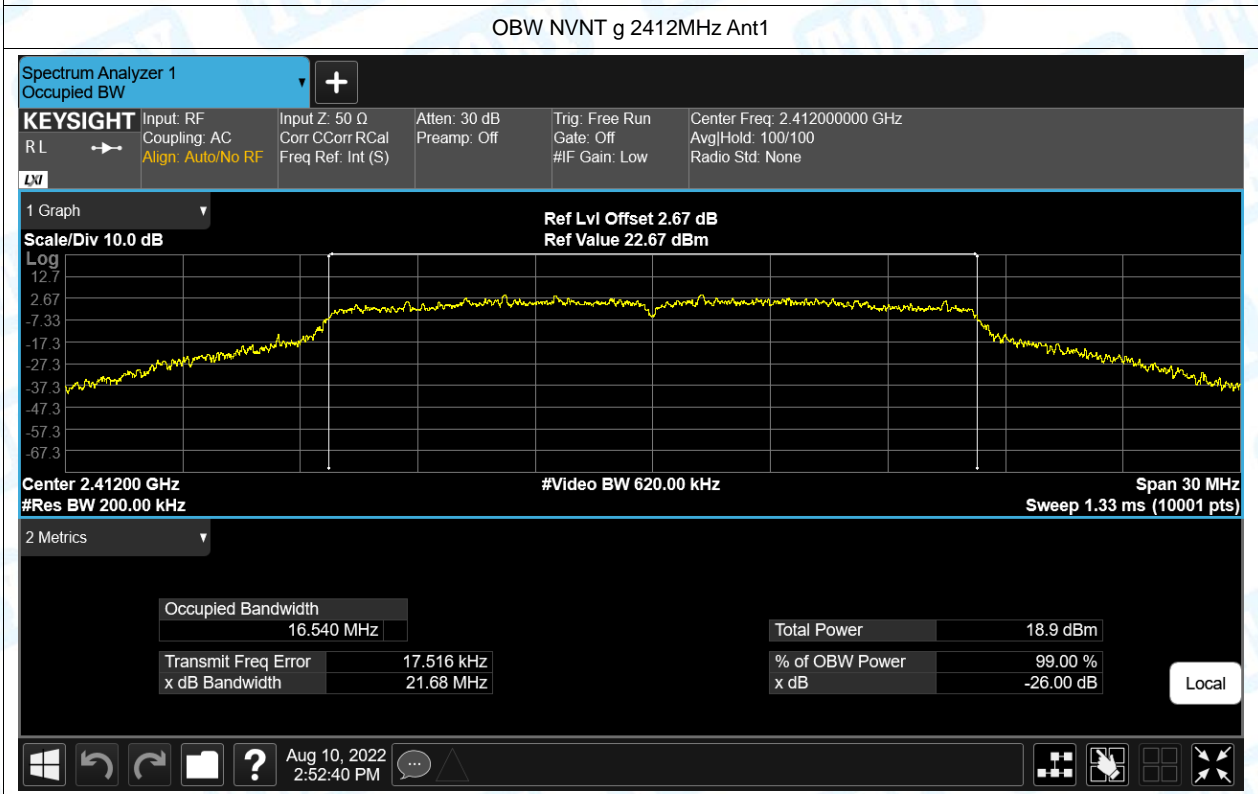 OBW NVNT g 2412MHz Ant1
Spectrum Analyzer 1
Occupied BW
KEYSIGHT
R L
LXI
Input: RF
Coupling: AC
Align: Auto/No RF
Input Z: 50 Ω
Corr CCorr RCal
Freq Ref: Int (S)
Atten: 30 dB
Preamp: Off
Trig: Free Run
Gate: Off
#IF Gain: Low
Center Freq: 2.412000000 GHz
Avg|Hold: 100/100
Radio Std: None
1 Graph
Scale/Div 10.0 dB
Ref Lvl Offset 2.67 dB
Ref Value 22.67 dBm
Log
12.7
2.67
-7.33
-17.3
-27.3
-37.3
-47.3
-57.3
-67.3
Center 2.41200 GHz
#Video BW 620.00 kHz
Span 30 MHz
#Res BW 200.00 kHz
Sweep 1.33 ms (10001 pts)
2 Metrics
Occupied Bandwidth
16.540 MHz
Total Power 18.9 dBm
Transmit Freq Error 17.516 kHz
% of OBW Power 99.00 %
x dB Bandwidth 21.68 MHz
x dB -26.00 dB
Local
?
Aug 10, 2022
2:52:40 PM